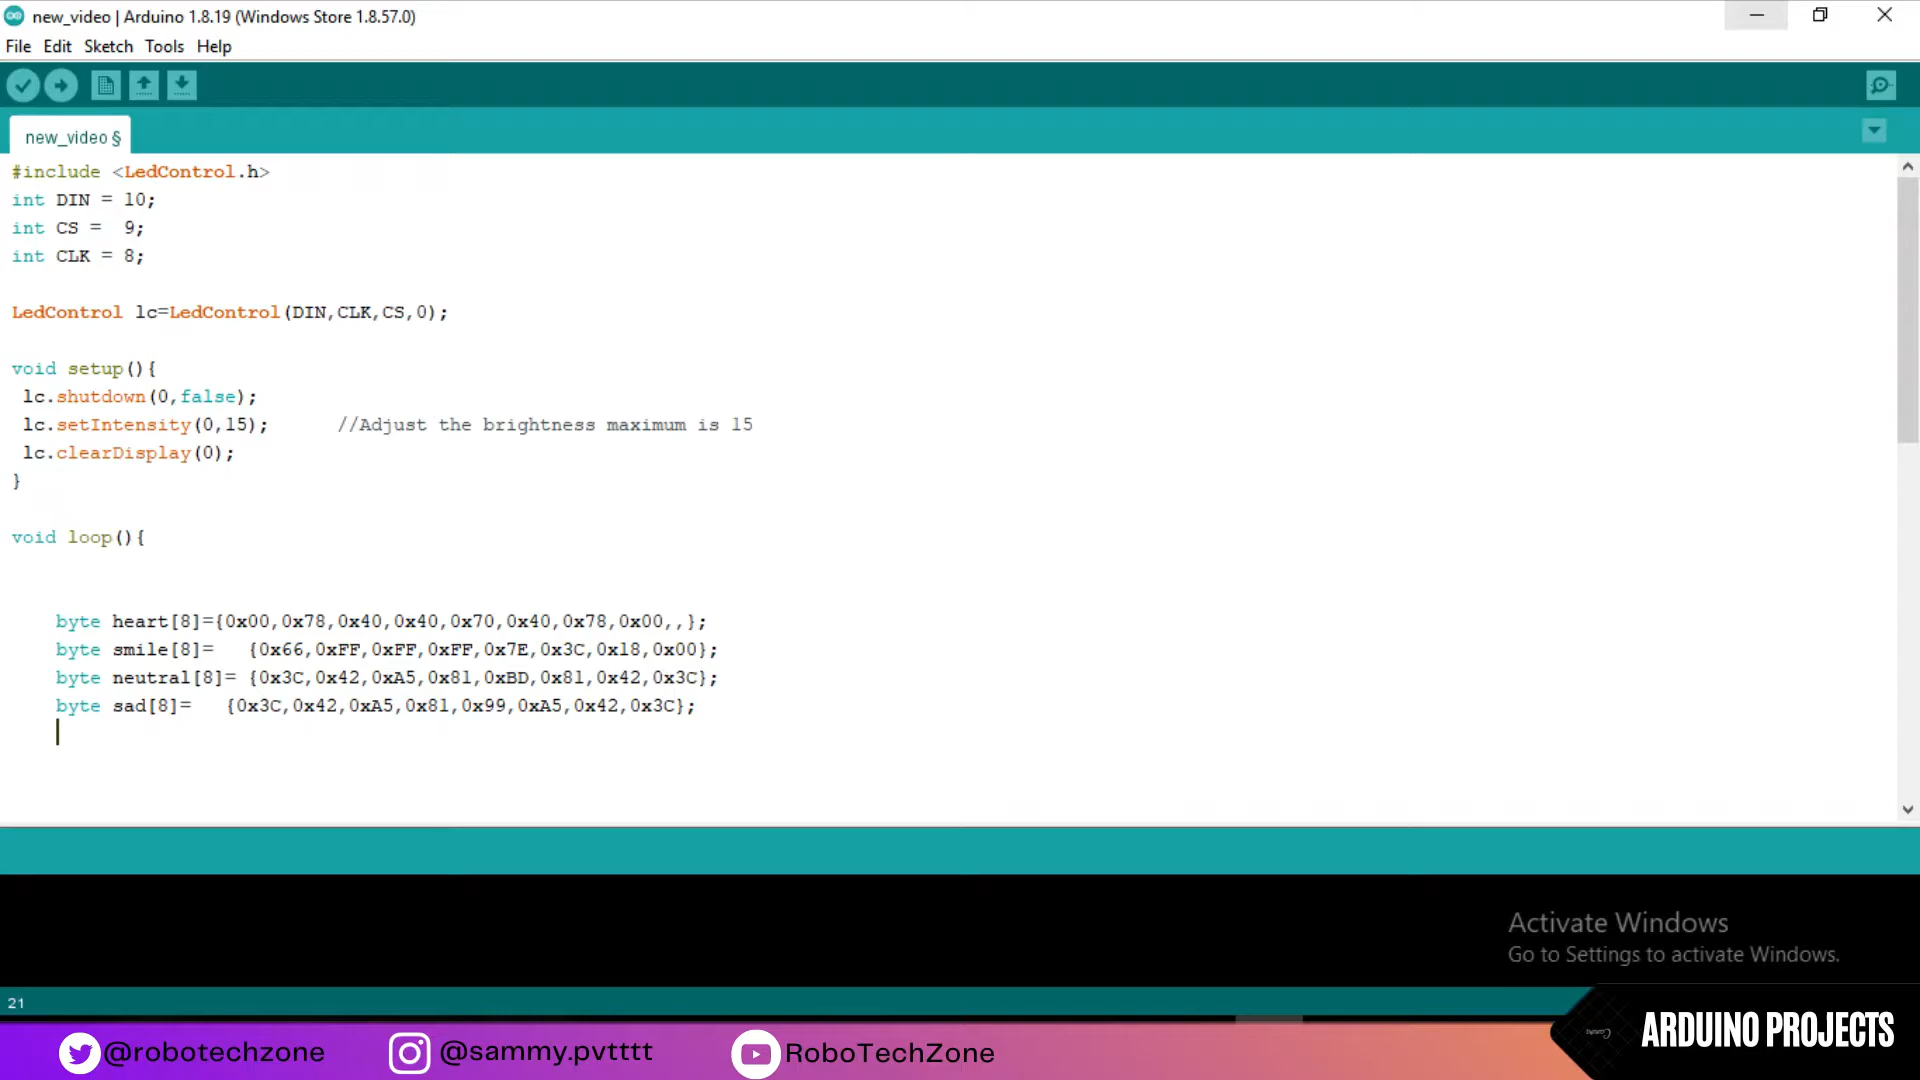 new_video | Arduino 1.8.19 (Windows Store 1.8.57.0)
File Edit Sketch Tools Help
new_video §
#include <LedControl.h>
int DIN = 10;
int CS =  9;
int CLK = 8;
LedControl lc=LedControl(DIN,CLK,CS,0);
void setup(){
lc.shutdown(0,false);
lc.setIntensity(0,15);      //Adjust the brightness maximum is 15
lc.clearDisplay(0);
}
void loop(){
byte heart[8]={0x00,0x78,0x40,0x40,0x70,0x40,0x78,0x00,,};
byte smile[8]=   {0x66,0xFF,0xFF,0xFF,0x7E,0x3C,0x18,0x00};
byte neutral[8]= {0x3C,0x42,0xA5,0x81,0xBD,0x81,0x42,0x3C};
byte sad[8]=   {0x3C,0x42,0xA5,0x81,0x99,0xA5,0x42,0x3C};
Activate Windows
Go to Settings to activate Windows.
21
@robotechzone @sammy.pvtttt RoboTechZone
ARDUINO PROJECTS